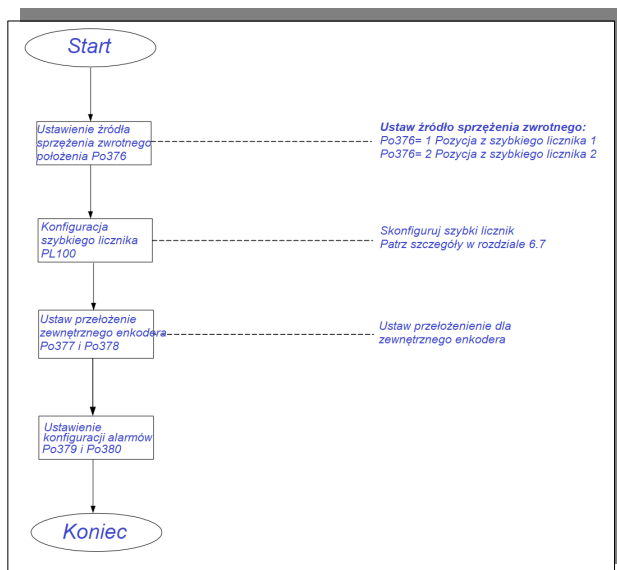 Start
Ustawienie źródła
sprzężenia zwrotnego
położenia Po376
Ustaw źródło sprzężenia zwrotnego:
Po376= 1 Pozycja z szybkiego licznika 1
Po376= 2 Pozycja z szybkiego licznika 2
Konfiguracja
szybkiego licznika
PL100
Skonfiguruj szybki licznik
Patrz szczegóły w rozdziale 6.7
Ustaw przełożenie
zewnętrznego enkodera
Po377 i Po378
Ustaw przełożenienie dla
zewnętrznego enkodera
Ustawienie
konfiguracji alarmów
Po379 i Po380
Koniec